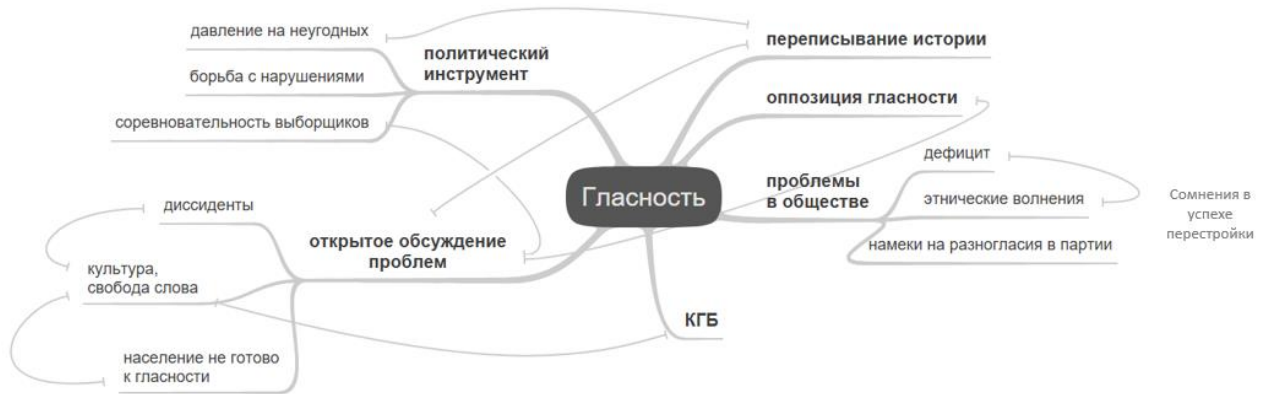 давление на неугодных
борьба с нарушениями
соревновательность выборщиков
политический
инструмент
переписывание истории
оппозиция гласности
проблемы
в обществе
дефицит
этнические волнения
намеки на разногласия в партии
Сомнения в
успехе
перестройки
Гласность
диссиденты
культура,
свобода слова
население не готово
к гласности
открытое обсуждение
проблем
КГБ